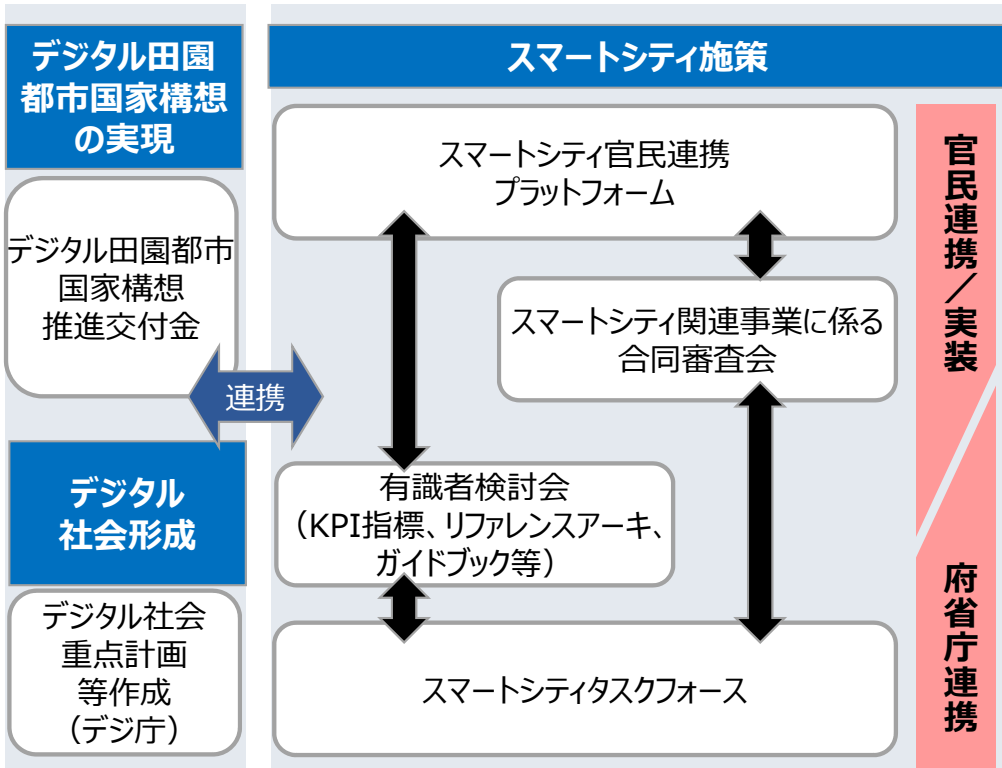 デジタル田園
都市国家構想
の実現
デジタル田園都市
国家構想
推進交付金
連携
デジタル
社会形成
デジタル社会
重点計画
等作成
（デジ庁）
スマートシティ施策
スマートシティ官民連携
プラットフォーム
スマートシティ関連事業に係る
合同審査会
有識者検討会
（KPI指標、リファレンスアーキ、
ガイドブック等）
スマートシティタスクフォース
官民連携／実装
府省庁連携